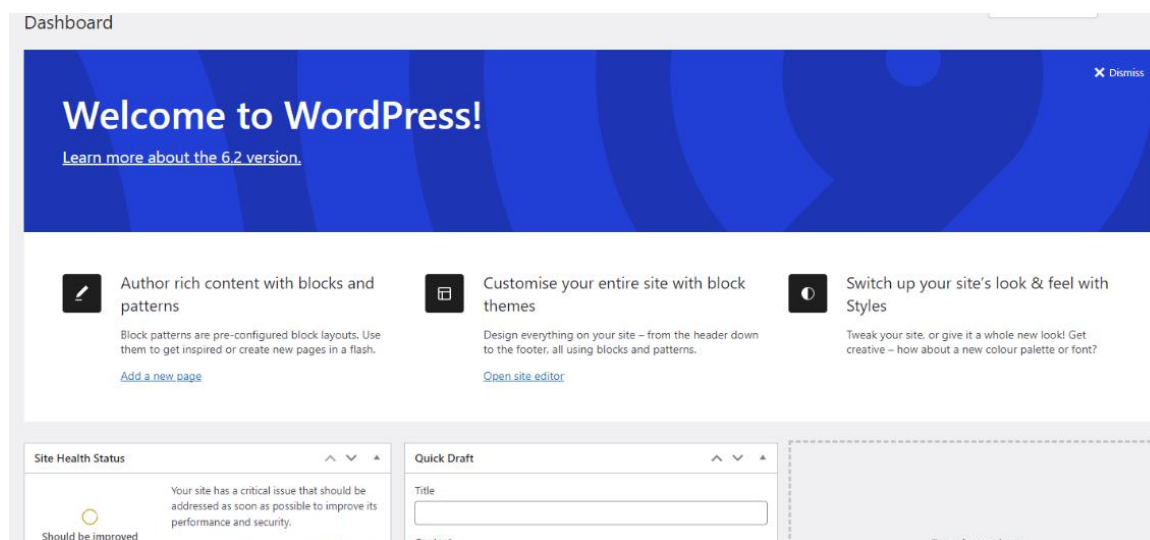 Dashboard
Dismiss
Welcome to WordPress!
Learn more about the 6.2 version.
Author rich content with blocks and
patterns
Block patterns are pre-configured block layouts. Use
them to get inspired or create new pages in a flash.
Add a new page
Customise your entire site with block
themes
Design everything on your site – from the header down
to the footer, all using blocks and patterns.
Open site editor
Switch up your site's look & feel with
Styles
Tweak your site, or give it a whole new look! Get
creative – how about a new colour palette or font?
Site Health Status
Your site has a critical issue that should be
addressed as soon as possible to improve its
performance and security.
Should be improved
Quick Draft
Title